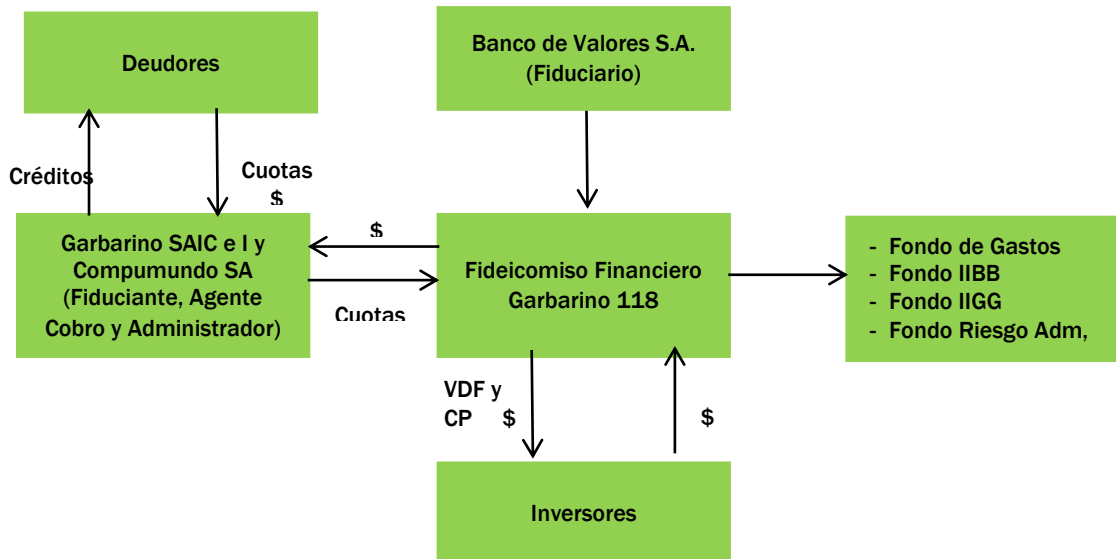 Deudores
Banco de Valores S.A.
(Fiduciario)
Créditos
Cuotas
$
Garbarino SAIC e I y
Compumundo SA
(Fiduciante, Agente
Cobro y Administrador)
$
Cuotas
Fideicomiso Financiero
Garbarino 118
- Fondo de Gastos
- Fondo IIBB
- Fondo IIGG
- Fondo Riesgo Adm,
VDF y
CP $
$
Inversores